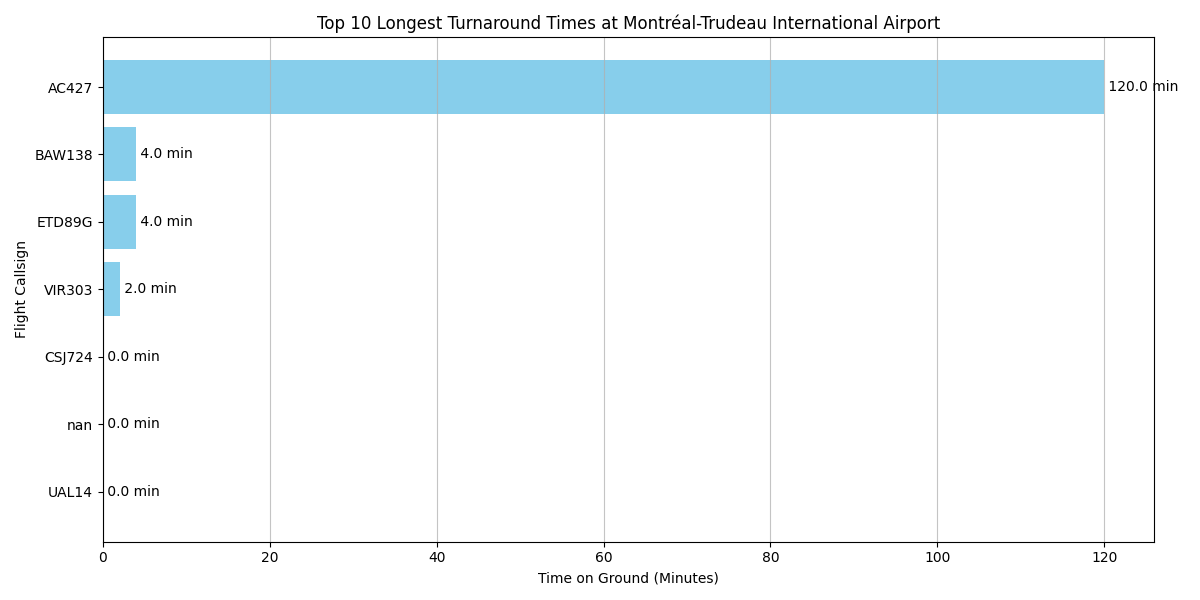 Top 10 Longest Turnaround Times at Montréal-Trudeau International Airport
Flight Callsign
AC427
120.0 min
BAW138
4.0 min
ETD89G
4.0 min
VIR303
2.0 min
CSJ724
0.0 min
nan
0.0 min
UAL14
0.0 min
0
20
40
60
80
100
120
Time on Ground (Minutes)